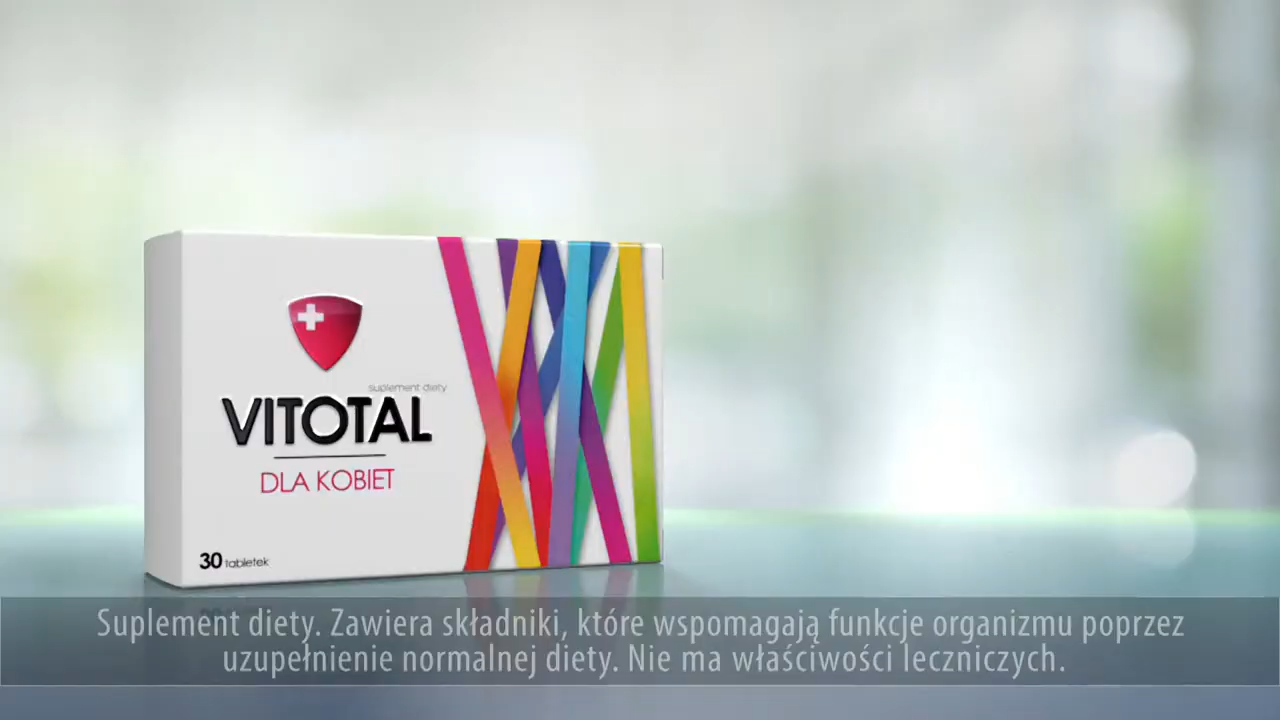 suplement diety
VITOTAL
DLA KOBIET
30 tabletek
Suplement diety. Zawiera składniki, które wspomagają funkcje organizmu poprzez
uzupełnienie normalnej diety. Nie ma właściwości leczniczych.